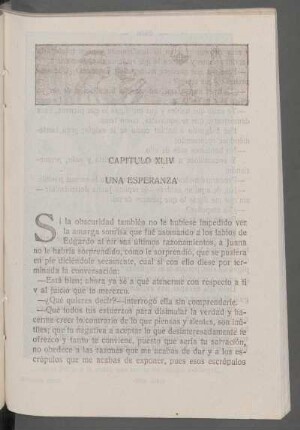 CAPITULO XLIV
UNA ESPERANZA
Si la obscuridad también no le hubiese impedido ver
la amarga sonrisa que fué asomando a los labios de
Edgardo al oir sus últimos razonamientos, a Juana
no le habría sorprendido, como le sorprendió, que se pusiera
en pie diciéndole secamente, cual si con ello diese por ter-
minada la conversación:
—Está bien; ahora ya sé a qué atenerme con respecto a ti
y al juicio que te merezco.
—¿Qué quieres decir?—interrogó ella sin comprenderle.
—Que todos tus esfuerzos para disimular la verdad y ha-
cerme creer lo contrario de lo que piensas y sientes, son inú-
tiles; que tu negativa a aceptar lo que desinteresadamente te
ofrezco y tanto te conviene, puesto que sería tu salvación,
no obedece a las razones que me acabas de dar y a los es-
crúpulos que me acabas de exponer, pues esos escrúpulos